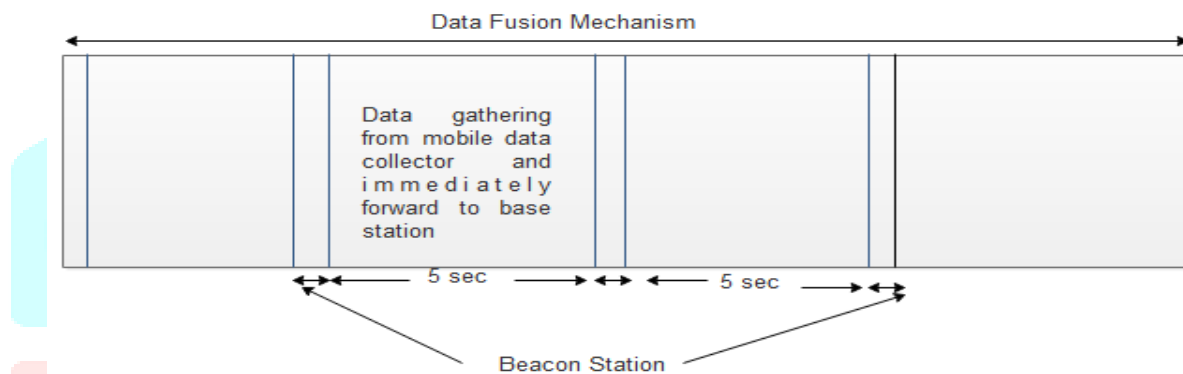 Data Fusion Mechanism
Data gathering
from mobile data
collector and
immediately
forward to base
station
5 sec
5 sec
Beacon Station